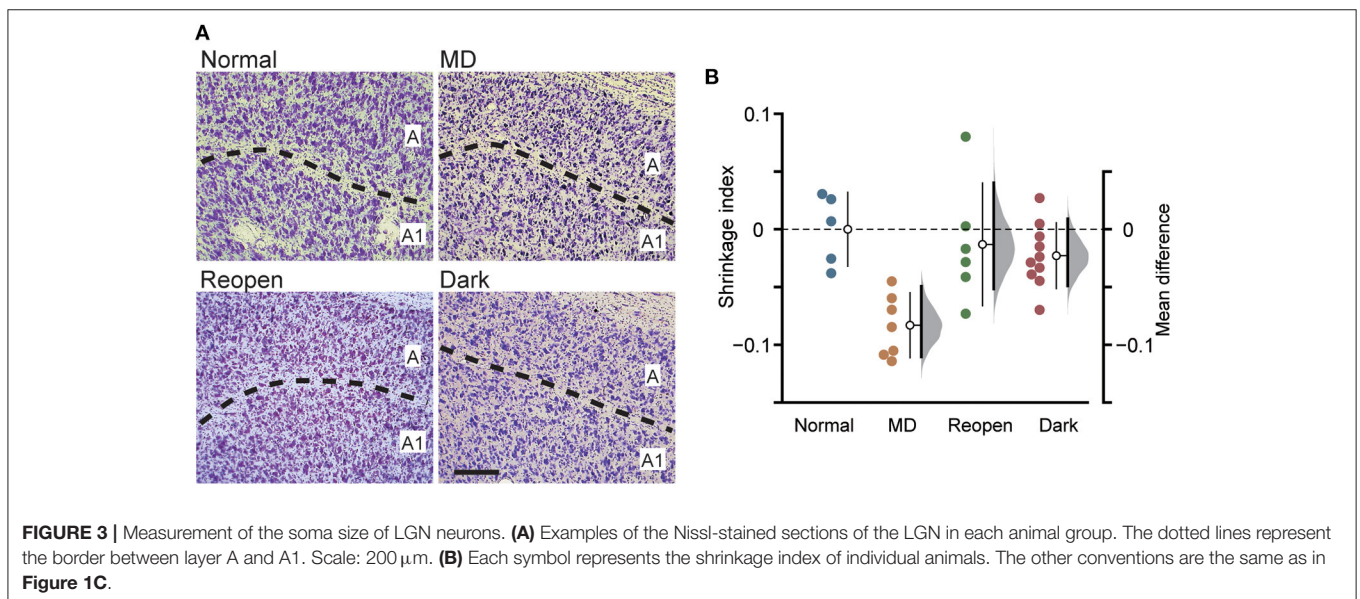 A
Normal
MD
A
A
A1
A1
Reopen
Dark
A
A
A1
A1
B
0.1
0
−0.1
Shrinkage index
0
−0.1
Mean difference
Normal
MD
Reopen
Dark
FIGURE 3 | Measurement of the soma size of LGN neurons. (A) Examples of the Nissl-stained sections of the LGN in each animal group. The dotted lines represent
the border between layer A and A1. Scale: 200 μm. (B) Each symbol represents the shrinkage index of individual animals. The other conventions are the same as in
Figure 1C.